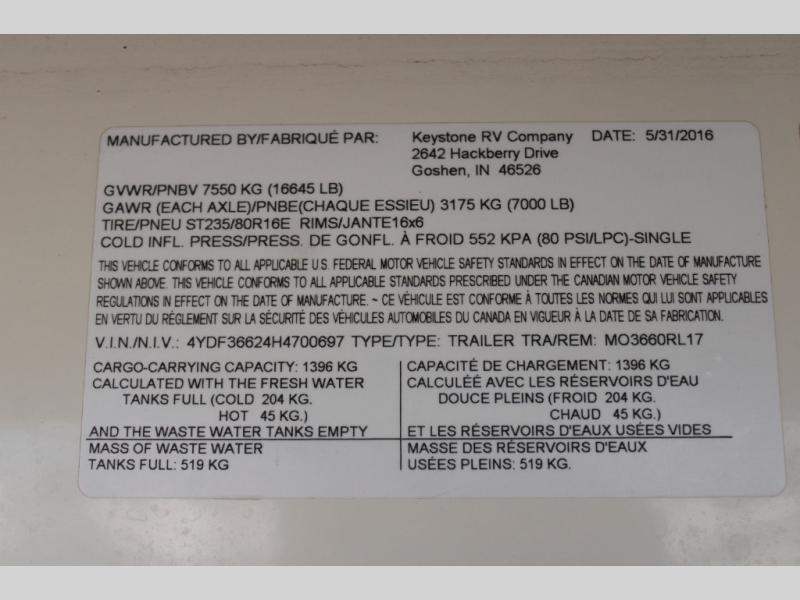 MANUFACTURED BY/FABRIQUÉ PAR: Keystone RV Company DATE: 5/31/2016
2642 Hackberry Drive
Goshen, IN 46526
GVWR/PNBV 7550 KG (16645 LB)
GAWR (EACH AXLE)/PNBE(CHAQUE ESSIEU) 3175 KG (7000 LB)
TIRE/PNEU ST235/80R16E RIMS/JANTE16x6
COLD INFL. PRESS/PRESS. DE GONFL. À FROID 552 KPA (80 PSI/LPC)-SINGLE
THIS VEHICLE CONFORMS TO ALL APPLICABLE U.S. FEDERAL MOTOR VEHICLE SAFETY STANDARDS IN EFFECT ON THE DATE OF MANUFACTURE
SHOWN ABOVE. THIS VEHICLE CONFORMS TO ALL APPLICABLE STANDARDS PRESCRIBED UNDER THE CANADIAN MOTOR VEHICLE SAFETY
REGULATIONS IN EFFECT ON THE DATE OF MANUFACTURE. ~ CE VÉHICULE EST CONFORME À TOUTES LES NORMES QUI LUI SONT APPLICABLES
EN VERTU DU RÉGLEMENT SUR LA SÉCURITÉ DES VÉHICULES AUTOMOBILES DU CANADA EN VIGUEUR À LA DATE DE SA FABRICATION.
V.I.N./N.I.V.: 4YDF36624H4700697 TYPE/TYPE: TRAILER TRA/REM: MO3660RL17
CARGO-CARRYING CAPACITY: 1396 KG
CALCULATED WITH THE FRESH WATER
TANKS FULL (COLD 204 KG.
HOT 45 KG.)
AND THE WASTE WATER TANKS EMPTY
MASS OF WASTE WATER
TANKS FULL: 519 KG
CAPACITÉ DE CHARGEMENT: 1396 KG
CALCULÉE AVEC LES RÉSERVOIRS D'EAU
DOUCE PLEINS (FROID 204 KG.
CHAUD 45 KG.)
ET LES RÉSERVOIRS D'EAUX USÉES VIDES
MASSE DES RÉSERVOIRS D'EAUX
USÉES PLEINS: 519 KG.